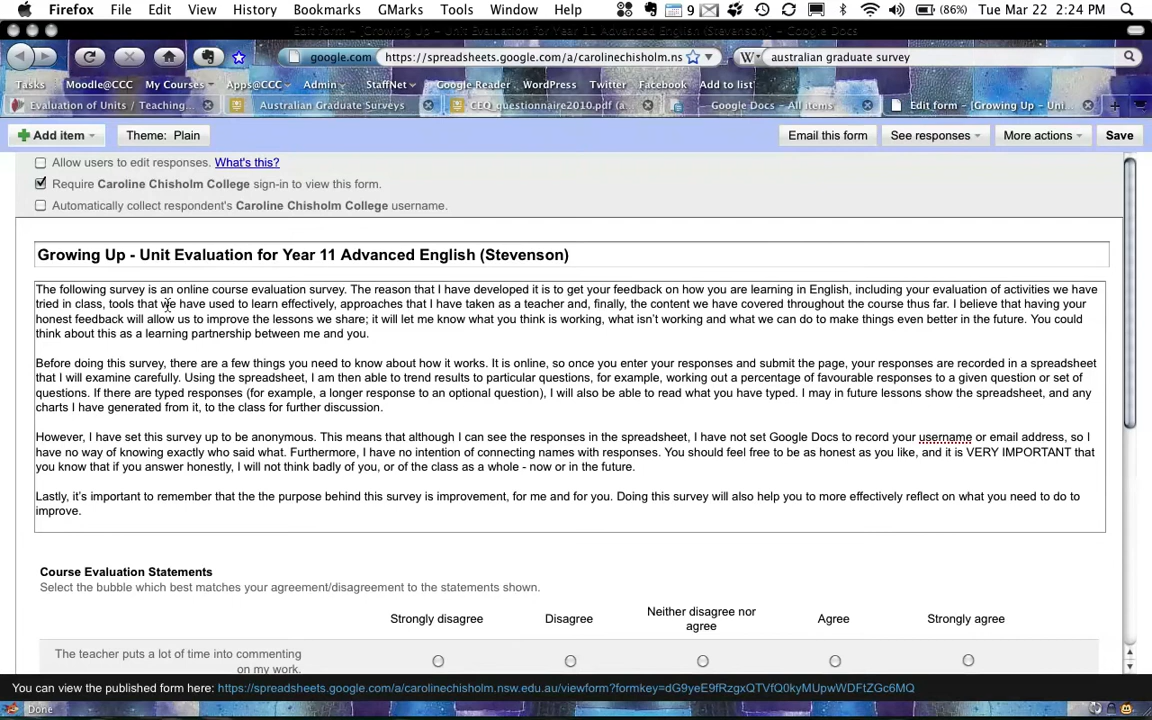 Firefox File Edit View History Bookmarks GMarks Tools Window Help 9 (86%) Tue Mar 22 2:24 PM
Edit form - [Growing Up - Unit Evaluation for Year 11 Advanced English (Stevenson)] - Google Docs
google.com https://spreadsheets.google.com/a/carolinechisholm.ns W australian graduate survey
Tasks Moodle@CCC My Courses Apps@CCC Admin StaffNet Google Reader WordPress Twitter Facebook Add to list
Evaluation of Units / Teaching... Australian Graduate Surveys CEQ_questionnaire2010.pdf (a... Google Docs - All items Edit form - [Growing Up - Uni...
Add item Theme: Plain Email this form See responses More actions Save
Allow users to edit responses. What's this?
Require Caroline Chisholm College sign-in to view this form.
Automatically collect respondent's Caroline Chisholm College username.
Growing Up - Unit Evaluation for Year 11 Advanced English (Stevenson)
The following survey is an online course evaluation survey. The reason that I have developed it is to get your feedback on how you are learning in English, including your evaluation of activities we have
tried in class, tools that we have used to learn effectively, approaches that I have taken as a teacher and, finally, the content we have covered throughout the course thus far. I believe that having your
honest feedback will allow us to improve the lessons we share; it will let me know what you think is working, what isn't working and what we can do to make things even better in the future. You could
think about this as a learning partnership between me and you.
Before doing this survey, there are a few things you need to know about how it works. It is online, so once you enter your responses and submit the page, your responses are recorded in a spreadsheet
that I will examine carefully. Using the spreadsheet, I am then able to trend results to particular questions, for example, working out a percentage of favourable responses to a given question or set of
questions. If there are typed responses (for example, a longer response to an optional question), I will also be able to read what you have typed. I may in future lessons show the spreadsheet, and any
charts I have generated from it, to the class for further discussion.
However, I have set this survey up to be anonymous. This means that although I can see the responses in the spreadsheet, I have not set Google Docs to record your username or email address, so I
have no way of knowing exactly who said what. Furthermore, I have no intention of connecting names with responses. You should feel free to be as honest as you like, and it is VERY IMPORTANT that
you know that if you answer honestly, I will not think badly of you, or of the class as a whole - now or in the future.
Lastly, it's important to remember that the the purpose behind this survey is improvement, for me and for you. Doing this survey will also help you to more effectively reflect on what you need to do to
improve.
Course Evaluation Statements
Select the bubble which best matches your agreement/disagreement to the statements shown.
Strongly disagree Disagree Neither disagree nor agree Agree Strongly agree
The teacher puts a lot of time into commenting
on my work.
You can view the published form here: https://spreadsheets.google.com/a/carolinechisholm.nsw.edu.au/viewform?formkey=dG9yeE9fRzgxQTVfQ0kyMUpwWDFtZGc6MQ
Done